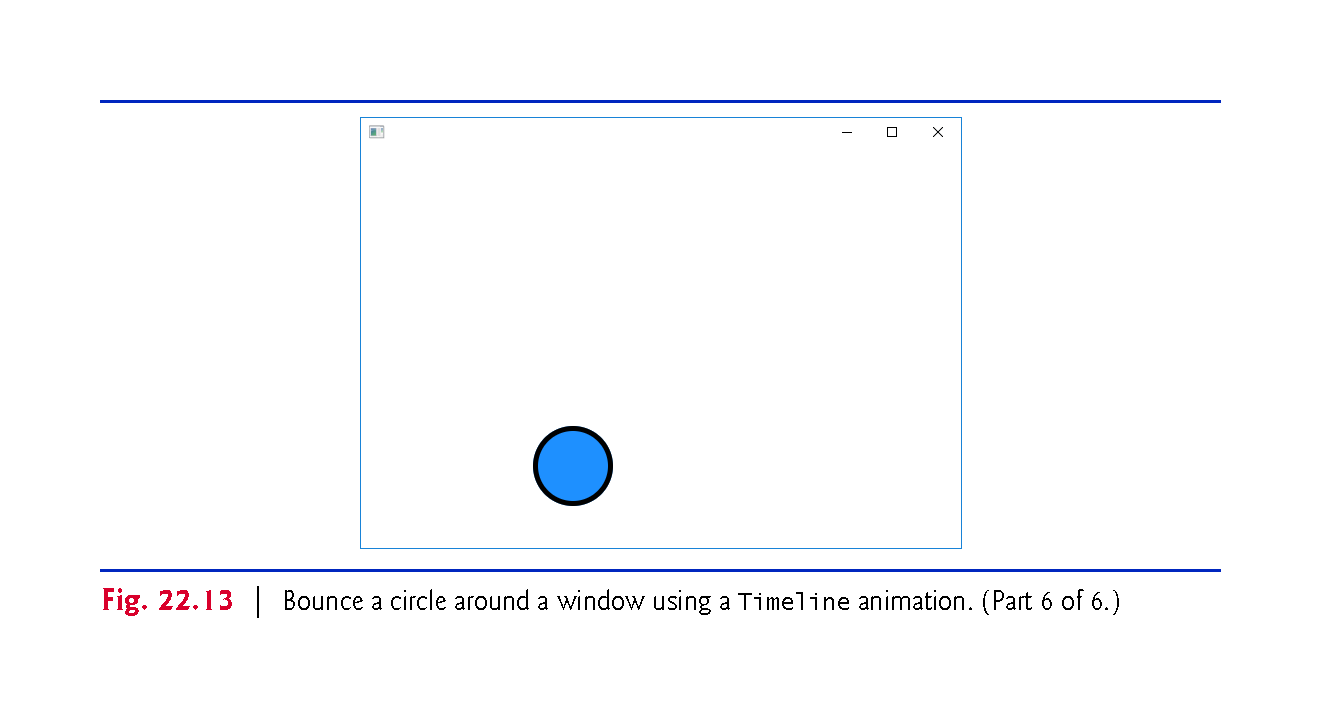 Fig. 22.13 | Bounce a circle around a window using a Timeline animation. (Part 6 of 6.)